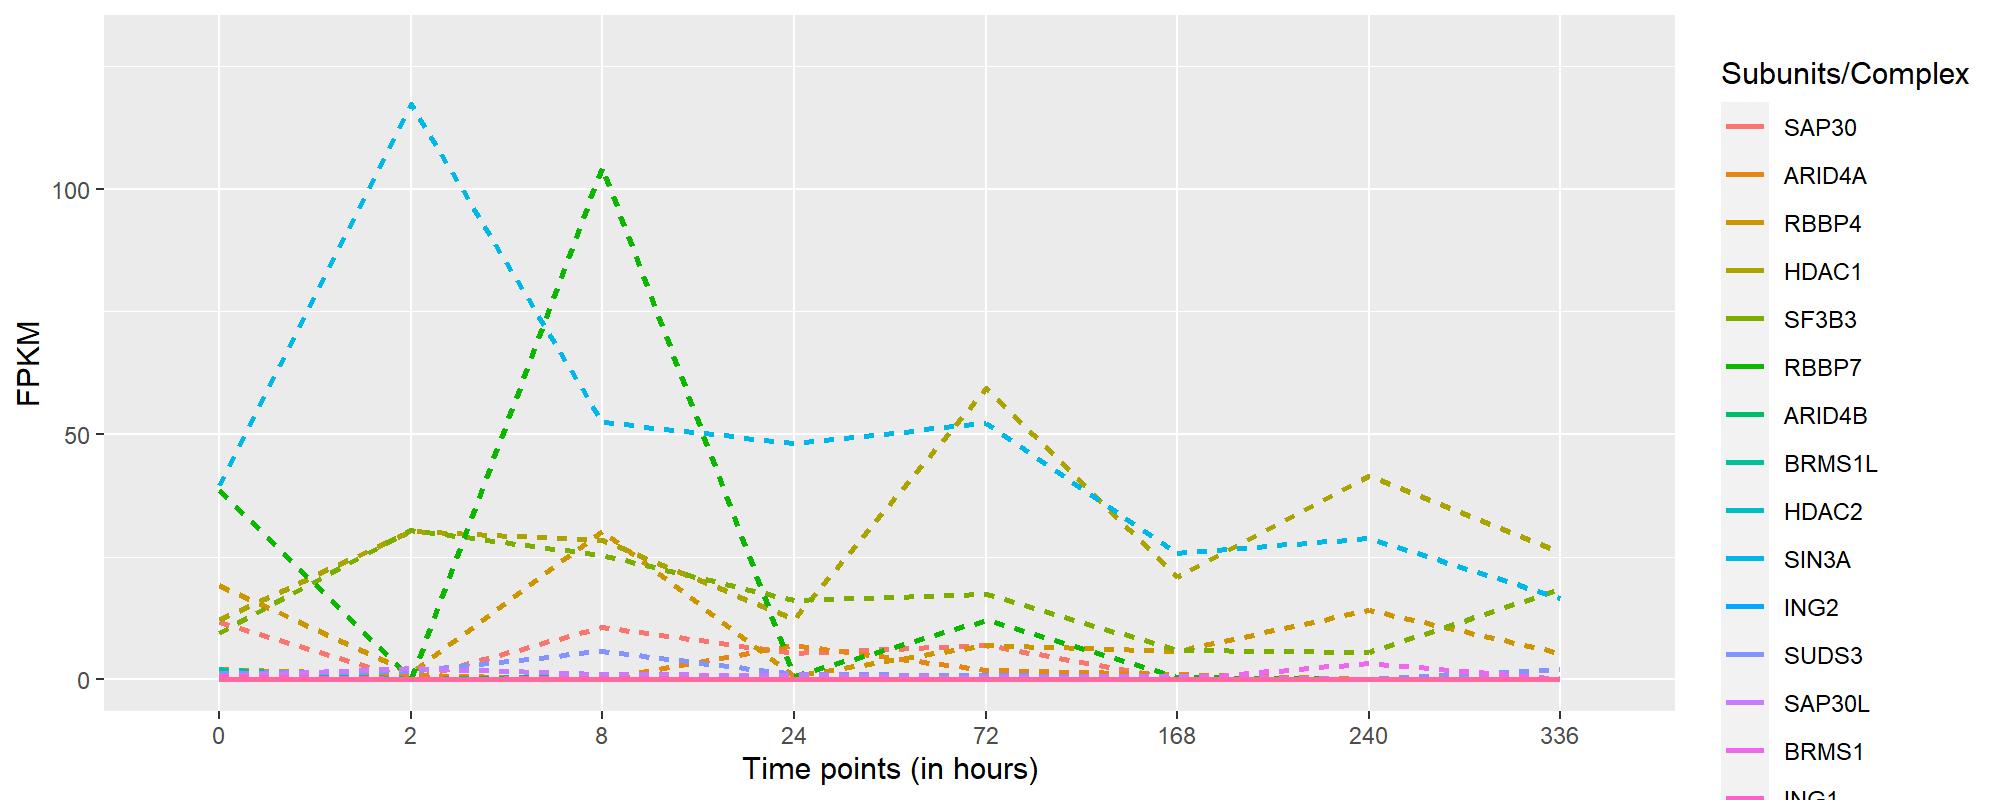 FPKM
100
50
0
0 2 8 24 72 168 240 336
Time points (in hours)
Subunits/Complex
SAP30
ARID4A
RBBP4
HDAC1
SF3B3
RBBP7
ARID4B
BRMS1L
HDAC2
SIN3A
ING2
SUDS3
SAP30L
BRMS1
ING1